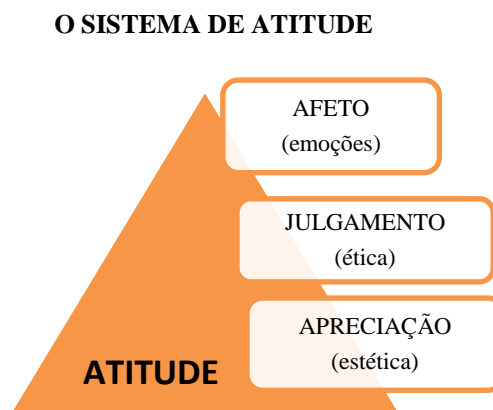 O SISTEMA DE ATITUDE
AFETO
(emoções)
JULGAMENTO
(ética)
APRECIAÇÃO
(estética)
ATITUDE